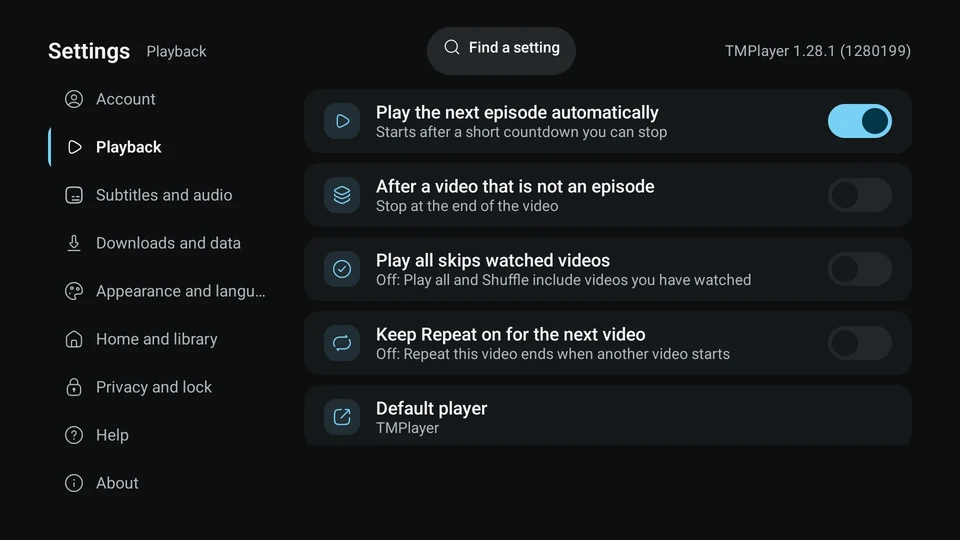 Settings
Playback
Find a setting
TMPlayer 1.28.1 (1280199)
Account
Playback
Subtitles and audio
Downloads and data
Appearance and langu…
Home and library
Privacy and lock
Help
About
Play the next episode automatically
Starts after a short countdown you can stop
After a video that is not an episode
Stop at the end of the video
Play all skips watched videos
Off: Play all and Shuffle include videos you have watched
Keep Repeat on for the next video
Off: Repeat this video ends when another video starts
Default player
TMPlayer